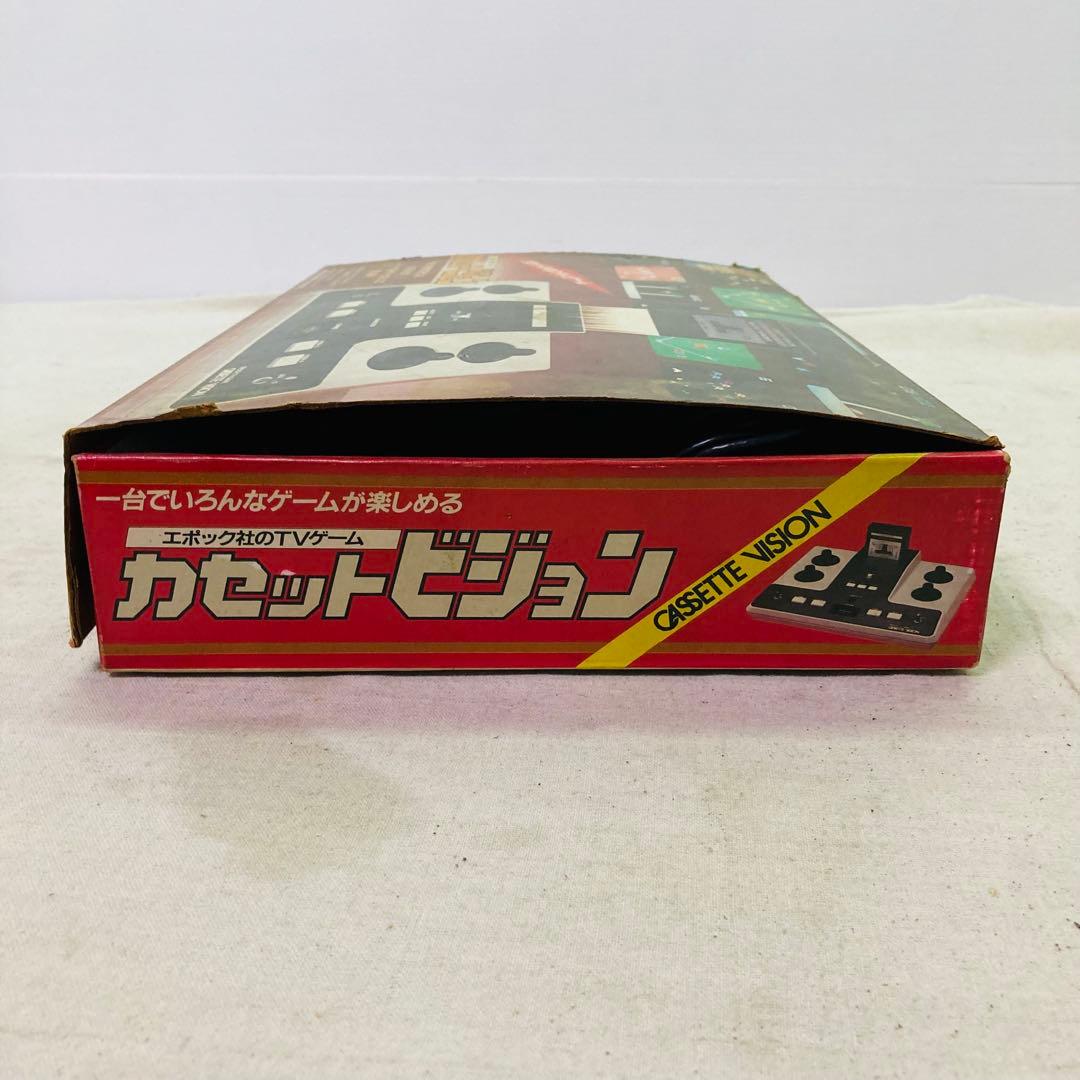 一台でいろんなゲームが楽しめる
エポック社のTVゲーム
カセットビジョン
CASSETTE VISION